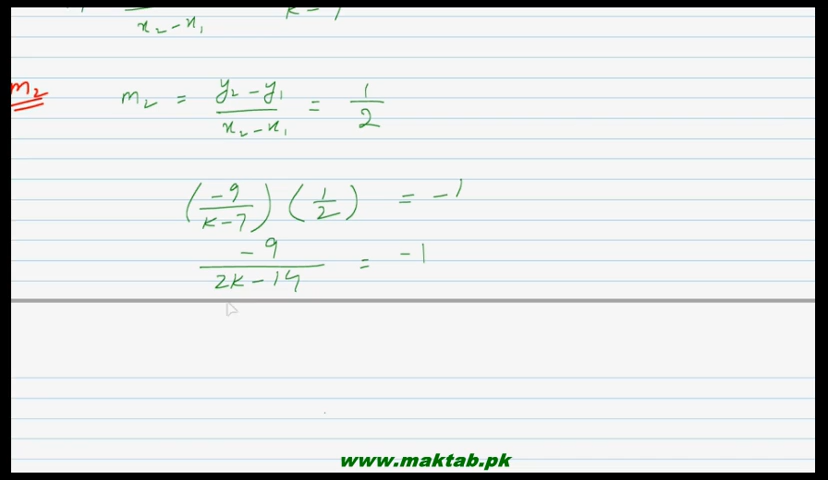 x₂ - x₁ k - 7
m₂
m₂ = y₂ - y₁ / x₂ - x₁ = 1/2
(-9 / k - 7) (1/2) = -1
-9 / 2k - 14 = -1
www.maktab.pk